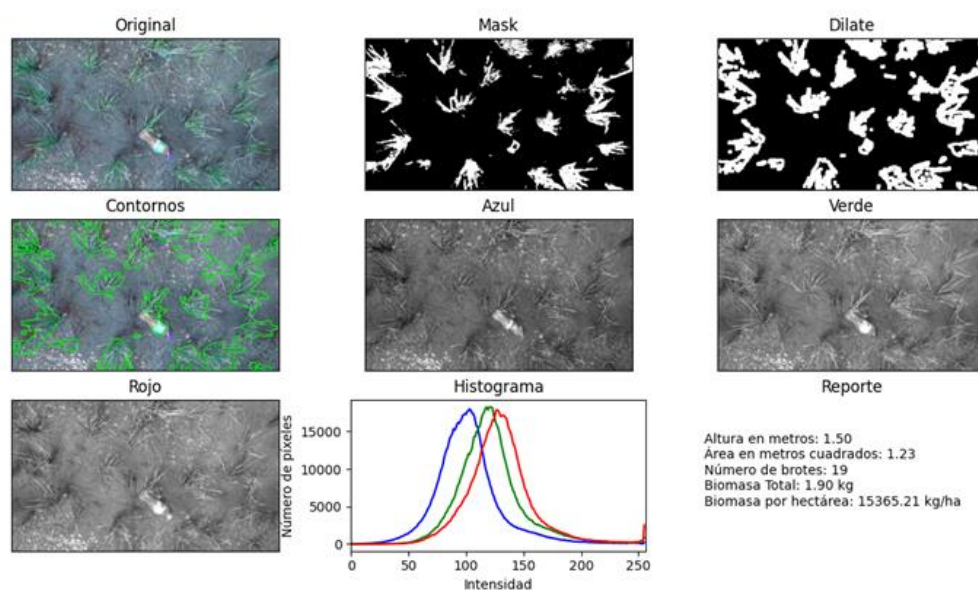 Original
Mask
Dilate
Contornos
Azul
Verde
Rojo
Histograma
Reporte
Número de píxeles
15000
10000
5000
0
0
50
100
150
200
250
Intensidad
Altura en metros: 1.50
Área en metros cuadrados: 1.23
Número de brotes: 19
Biomasa Total: 1.90 kg
Biomasa por hectárea: 15365.21 kg/ha